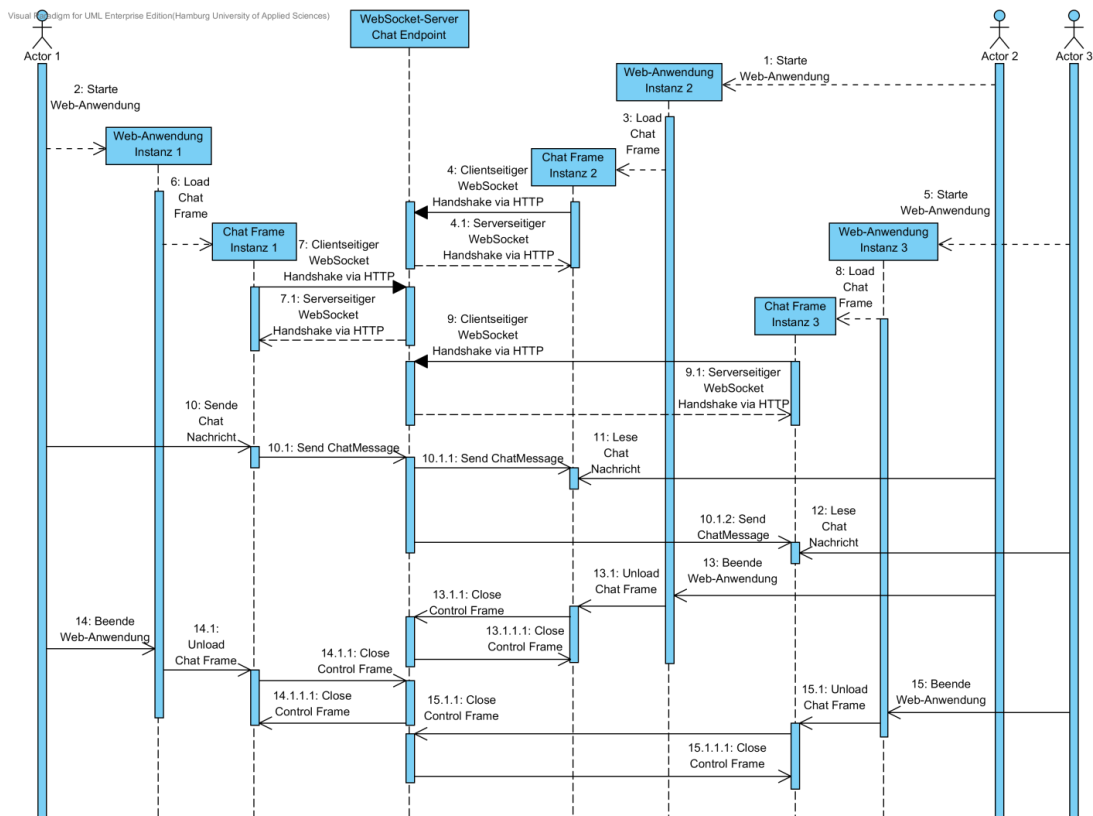 Visual Paradigm for UML Enterprise Edition(Hamburg University of Applied Sciences)
WebSocket-Server
Chat Endpoint
Actor 1
Actor 2
Actor 3
1: Starte
Web-Anwendung
Web-Anwendung
Instanz 2
2: Starte
Web-Anwendung
Web-Anwendung
Instanz 1
3: Load
Chat
Frame
Chat Frame
Instanz 2
4: Clientseitiger
WebSocket
Handshake via HTTP
4.1: Serverseitiger
WebSocket
Handshake via HTTP
5: Starte
Web-Anwendung
Web-Anwendung
Instanz 3
6: Load
Chat
Frame
Chat Frame
Instanz 1
7: Clientseitiger
WebSocket
Handshake via HTTP
7.1: Serverseitiger
WebSocket
Handshake via HTTP
8: Load
Chat
Frame
Chat Frame
Instanz 3
9: Clientseitiger
WebSocket
Handshake via HTTP
9.1: Serverseitiger
WebSocket
Handshake via HTTP
10: Sende
Chat
Nachricht
10.1: Send ChatMessage
10.1.1: Send ChatMessage
11: Lese
Chat
Nachricht
10.1.2: Send
ChatMessage
12: Lese
Chat
Nachricht
13: Beende
Web-Anwendung
13.1: Unload
Chat Frame
13.1.1: Close
Control Frame
13.1.1.1: Close
Control Frame
14: Beende
Web-Anwendung
14.1:
Unload
Chat Frame
14.1.1: Close
Control Frame
14.1.1.1: Close
Control Frame
15: Beende
Web-Anwendung
15.1: Unload
Chat Frame
15.1.1: Close
Control Frame
15.1.1.1: Close
Control Frame